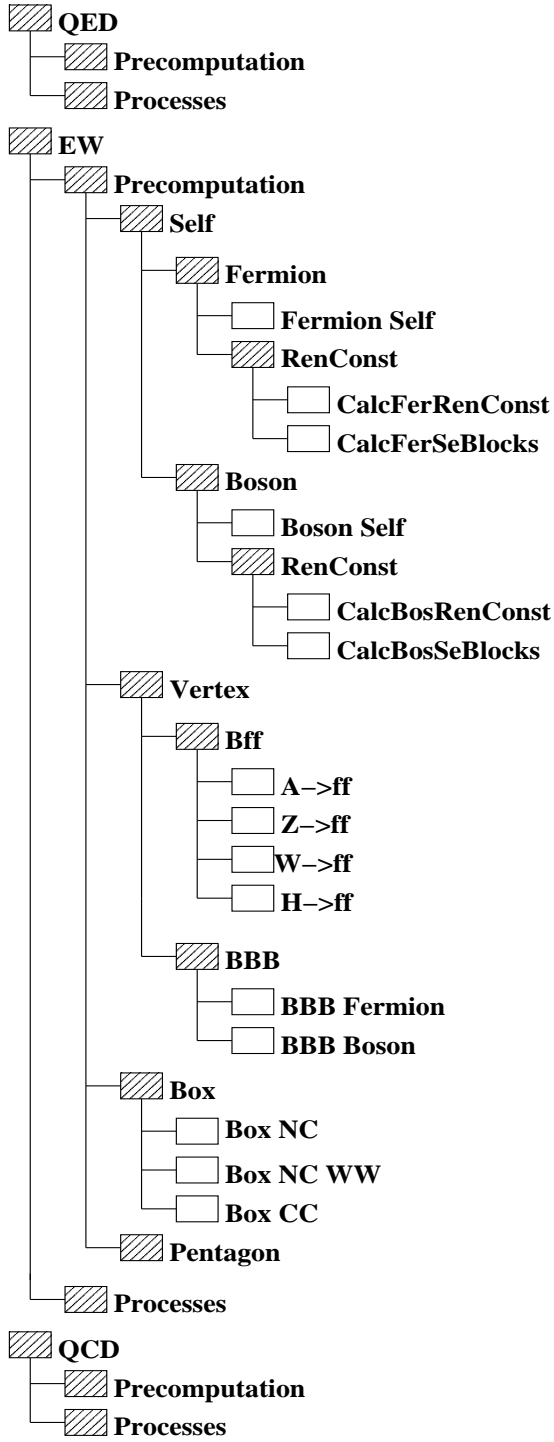 QED
Precomputation
Processes
EW
Precomputation
Self
Fermion
Fermion Self
RenConst
CalcFerRenConst
CalcFerSeBlocks
Boson
Boson Self
RenConst
CalcBosRenConst
CalcBosSeBlocks
Vertex
Bff
A−>ff
Z−>ff
W−>ff
H−>ff
BBB
BBB Fermion
BBB Boson
Box
Box NC
Box NC WW
Box CC
Pentagon
Processes
QCD
Precomputation
Processes